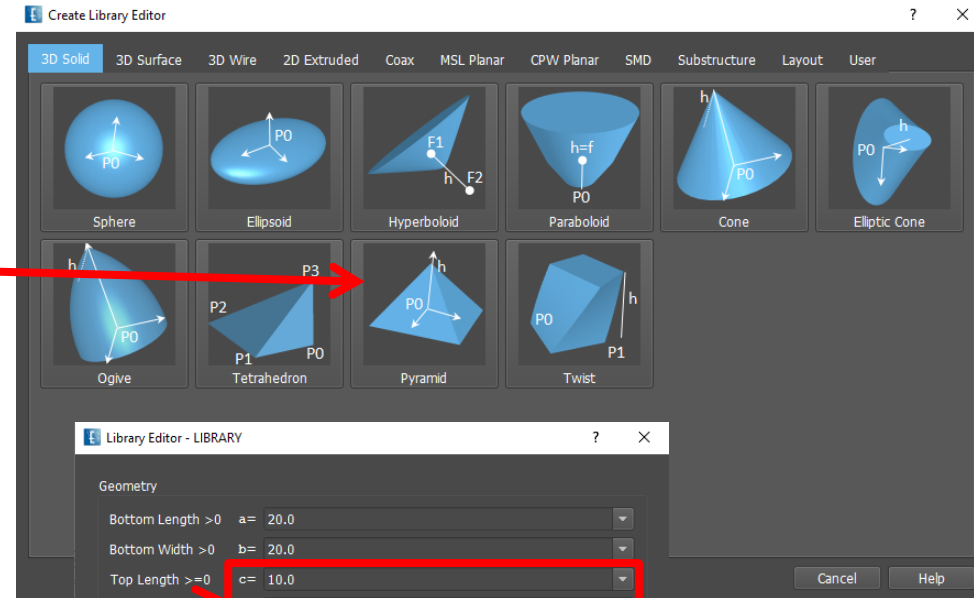 Create Library Editor
3D Solid 3D Surface 3D Wire 2D Extruded Coax MSL Planar CPW Planar SMD Substructure Layout User
P0
Sphere
P0
Ellipsoid
F1
h F2
Hyperboloid
h=f
P0
Paraboloid
h
P0
Cone
h
P0
Elliptic Cone
h
P0
Ogive
P3
P2
P1 P0
Tetrahedron
h
P0
Pyramid
h
P0
P1
Twist
Library Editor - LIBRARY
Geometry
Bottom Length >0 a= 20.0
Bottom Width >0 b= 20.0
Top Length >=0 c= 10.0
Cancel Help